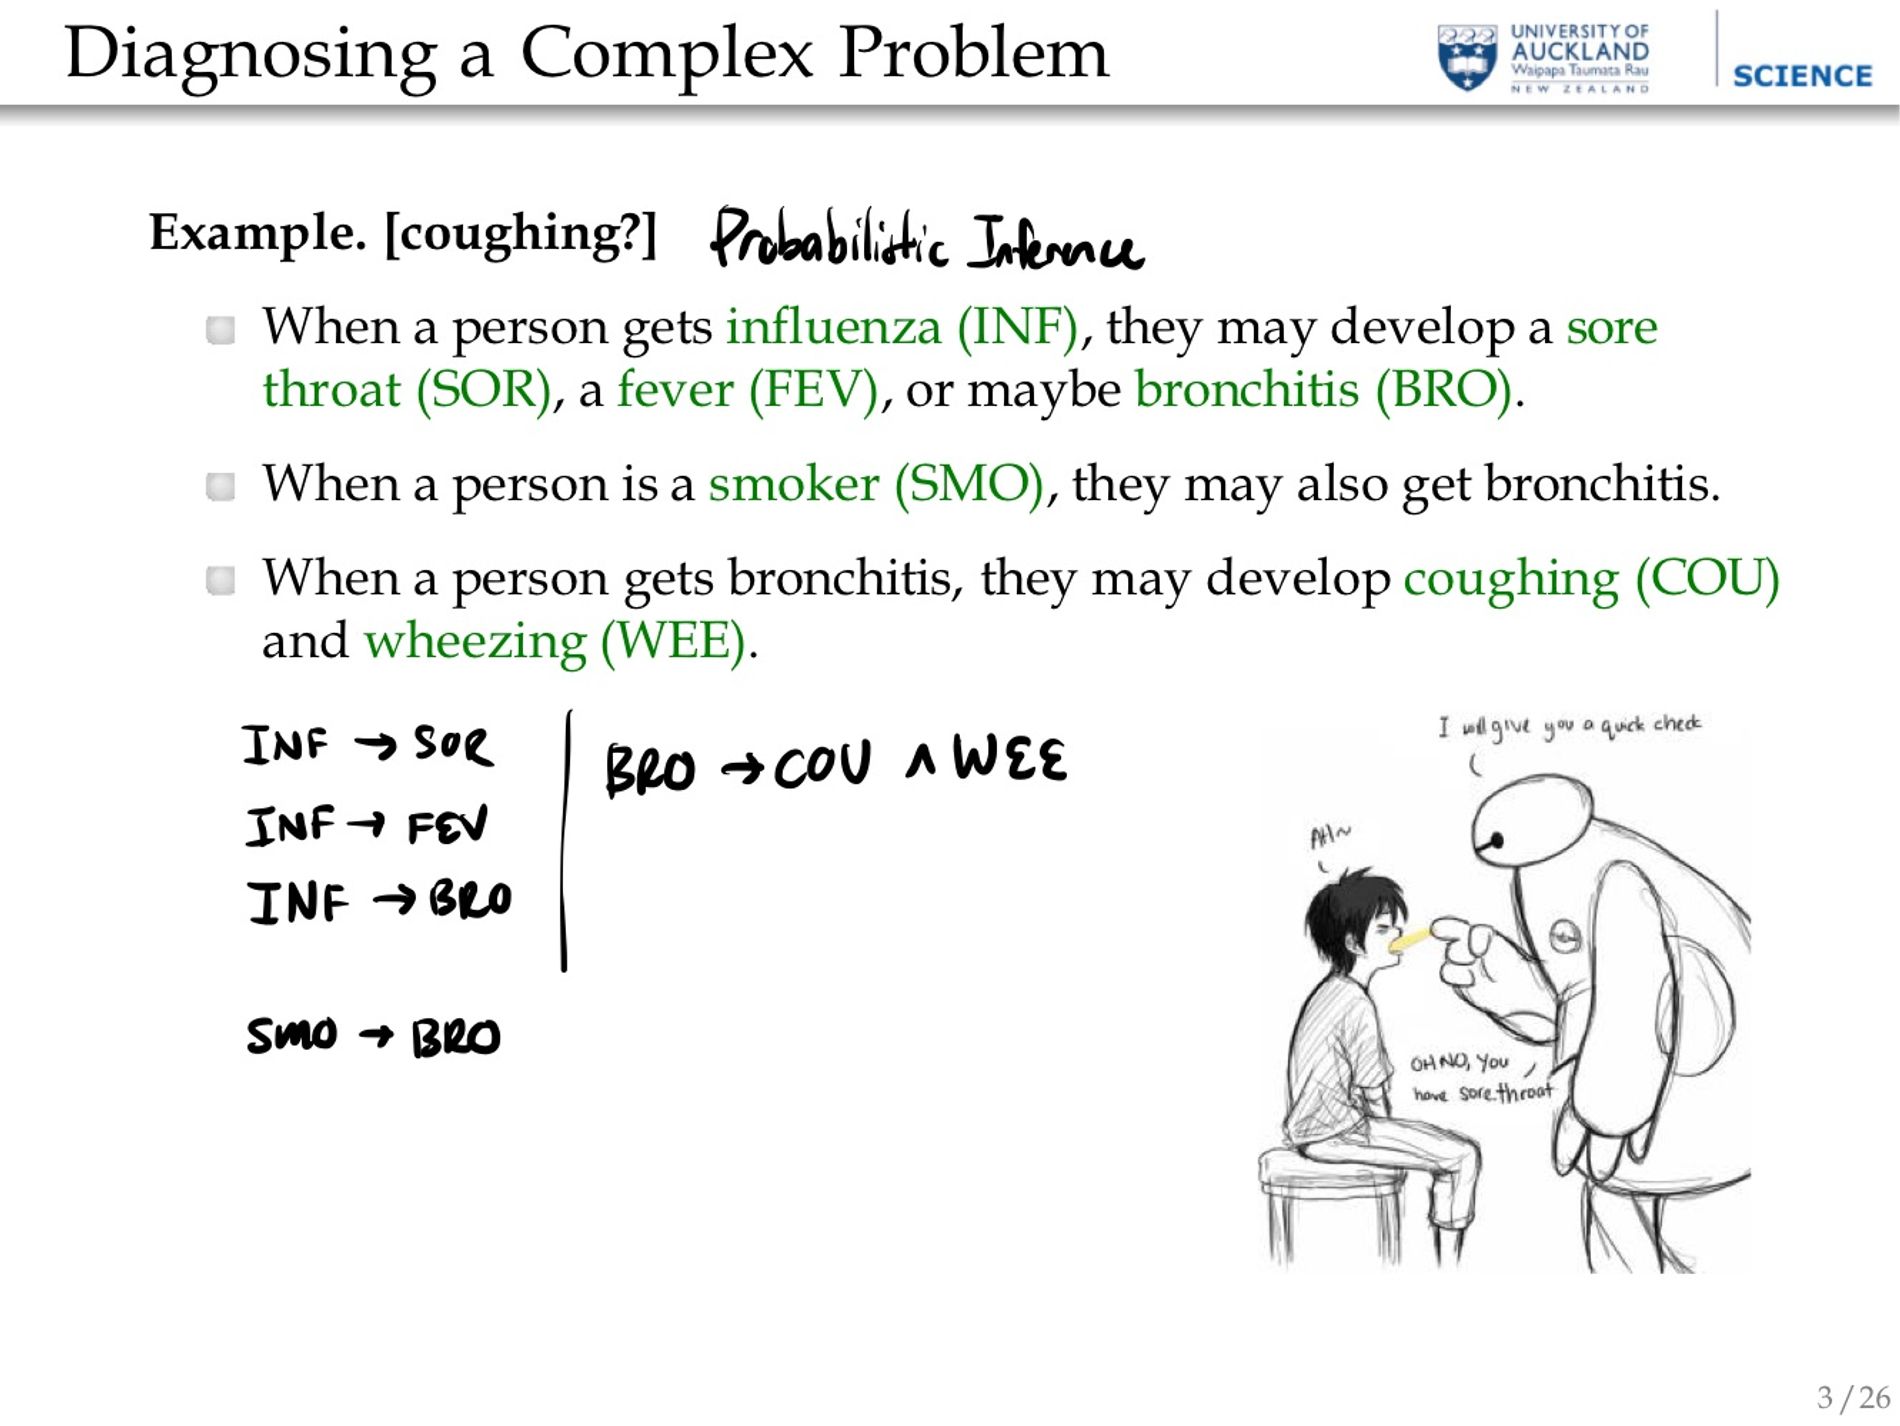 Diagnosing a Complex Problem
UNIVERSITY OF
AUCKLAND
Waipapa Taumata Rau
NEW ZEALAND
SCIENCE
Example. [coughing?] Probabilistic Inference
When a person gets influenza (INF), they may develop a sore
throat (SOR), a fever (FEV), or maybe bronchitis (BRO).
When a person is a smoker (SMO), they may also get bronchitis.
When a person gets bronchitis, they may develop coughing (COU)
and wheezing (WEE).
INF → SOR
INF → FEV
INF → BRO
SMO → BRO
BRO → COU ∧ WEE
I will give you a quick check
AH~
OH NO, you
have sore throat
3 / 26